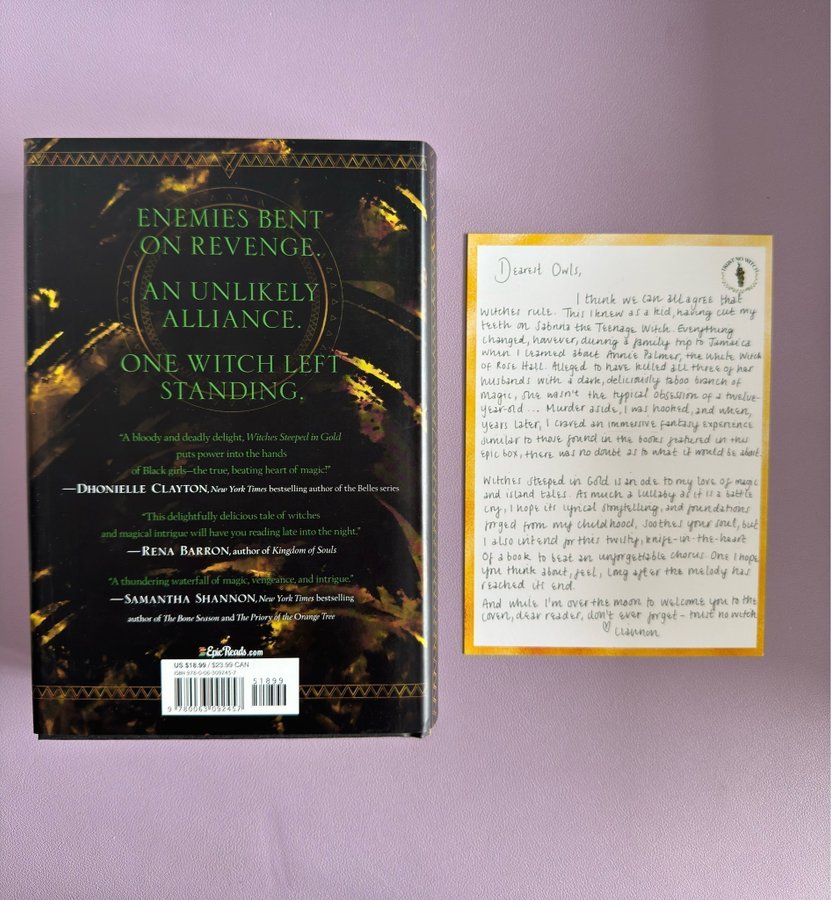 ENEMIES BENT
ON REVENGE.
AN UNLIKELY
ALLIANCE.
ONE WITCH LEFT
STANDING.
“A bloody and deadly delight, Witches Steeped in Gold
puts power into the hands
of Black girls—the true, beating heart of magic!”
—DHONIELLE CLAYTON, New York Times bestselling author of the Belles series
“This delightfully delicious tale of witches
and magical intrigue will have you reading late into the night.”
—RENA BARRON, author of Kingdom of Souls
“A thundering waterfall of magic, vengeance, and intrigue.”
—SAMANTHA SHANNON, New York Times bestselling
author of The Bone Season and The Priory of the Orange Tree
EpicReads.com
US $18.99 / $23.99 CAN
ISBN 978-0-06-309245-7
51899
9 780063 092457
TRUST NO WITCH
Dearest Owls,
I think we can all agree that
witches rule. This I knew as a kid, having cut my
teeth on Sabrina the Teenage Witch. Everything
changed, however, during a family trip to Jamaica
when I learned about Annie Palmer, the White Witch
of Rose Hall. Alleged to have killed all three of her
husbands with a dark, deliciously taboo branch of
magic, she wasn't the typical obsession of a twelve-
year-old... Murder aside, I was hooked, and when,
years later, I craved an immersive fantasy experience
similar to those found in the books featured in this
epic box, there was no doubt as to what it would be about.
Witches Steeped in Gold is an ode to my love of magic
and island tales. As much a lullaby as it is a battle
cry, I hope its lyrical storytelling, and foundations
forged from my childhood, soothes your soul, but
I also intend for this twisty, knife-in-the-heart
of a book to beat an unforgettable chorus. One I hope
you think about, feel, long after the melody has
reached its end.
And while I'm over the moon to welcome you to the
coven, dear reader, don't ever forget - trust no witch
Ciannon